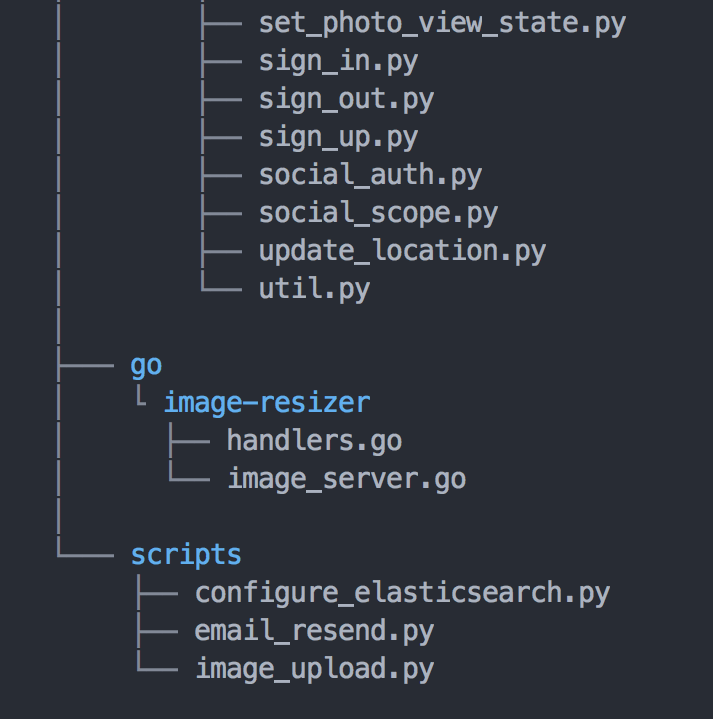 set_photo_view_state.py
sign_in.py
sign_out.py
sign_up.py
social_auth.py
social_scope.py
update_location.py
util.py
go
image-resizer
handlers.go
image_server.go
scripts
configure_elasticsearch.py
email_resend.py
image_upload.py